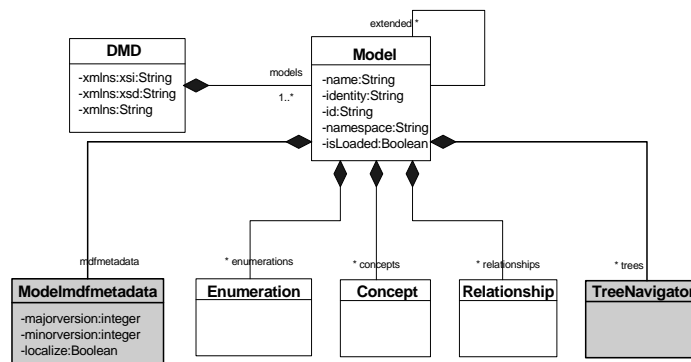 extended *
DMD
-xmlns:xsi:String
-xmlns:xsd:String
-xmlns:String
models
1..*
Model
-name:String
-identity:String
-id:String
-namespace:String
-isLoaded:Boolean
mdfmetadata
* enumerations
* concepts
* relationships
* trees
Modelmdfmetadata
-majorversion:integer
-minorversion:integer
-localize:Boolean
Enumeration
Concept
Relationship
TreeNavigator